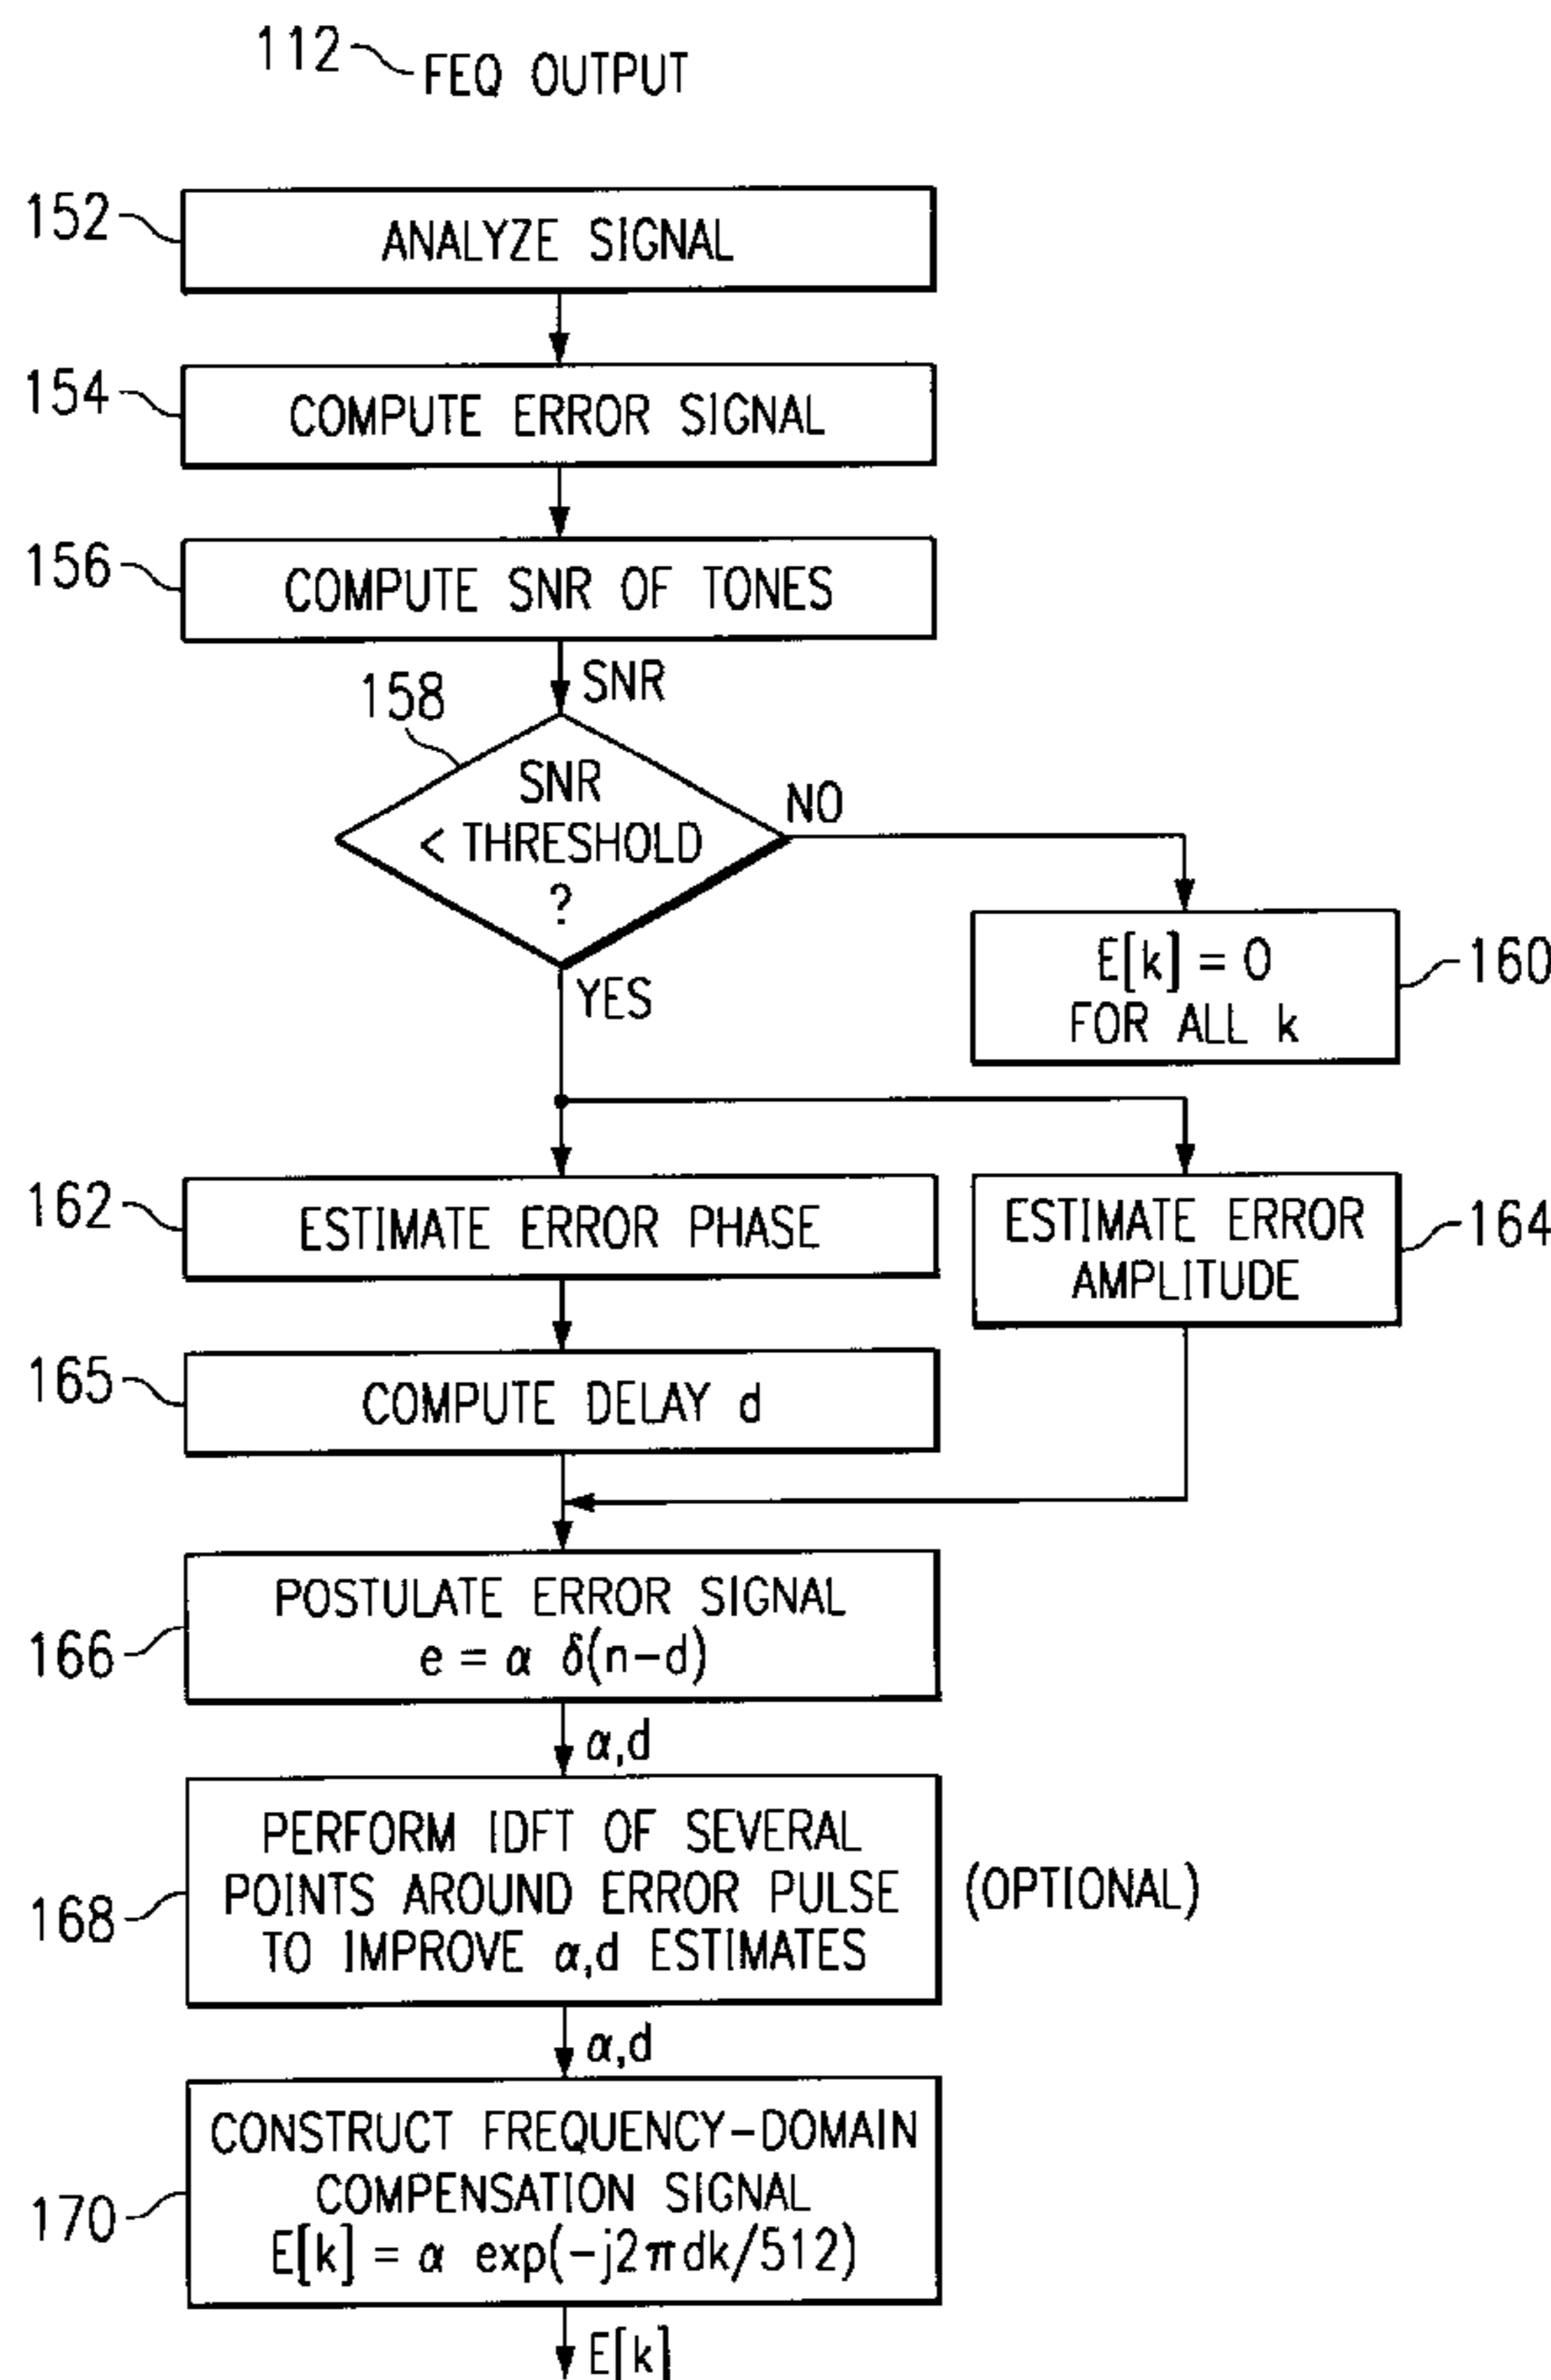 112
FEQ OUTPUT
152
ANALYZE SIGNAL
154
COMPUTE ERROR SIGNAL
156
COMPUTE SNR OF TONES
SNR
158
SNR
< THRESHOLD
?
NO
YES
E[k] = 0
FOR ALL k
160
162
ESTIMATE ERROR PHASE
ESTIMATE ERROR
AMPLITUDE
164
165
COMPUTE DELAY d
POSTULATE ERROR SIGNAL
e = α δ(n-d)
166
α,d
PERFORM IDFT OF SEVERAL
POINTS AROUND ERROR PULSE
TO IMPROVE α,d ESTIMATES
168
(OPTIONAL)
α,d
CONSTRUCT FREQUENCY-DOMAIN
COMPENSATION SIGNAL
E[k] = α exp(-j2πdk/512)
170
E[k]